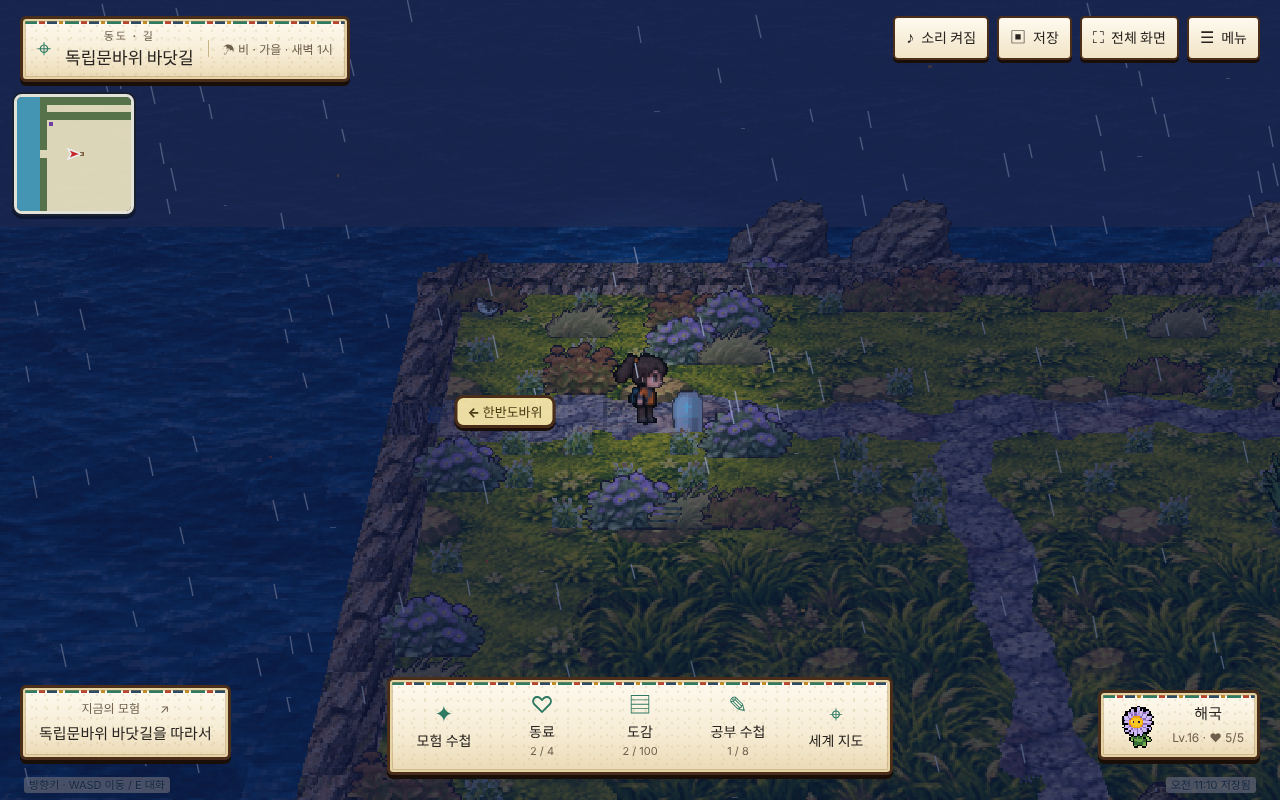 동도 · 길
독립문바위 바닷길
비 · 가을 · 새벽 1시
소리 켜짐
저장
전체 화면
메뉴
← 한반도바위
지금의 모험 ↗
독립문바위 바닷길을 따라서
모험 수첩
동료
2 / 4
도감
2 / 100
공부 수첩
1 / 8
세계 지도
해국
Lv.16 · ♥ 5/5
방향키 · WASD 이동 / E 대화
오전 11:10 저장됨